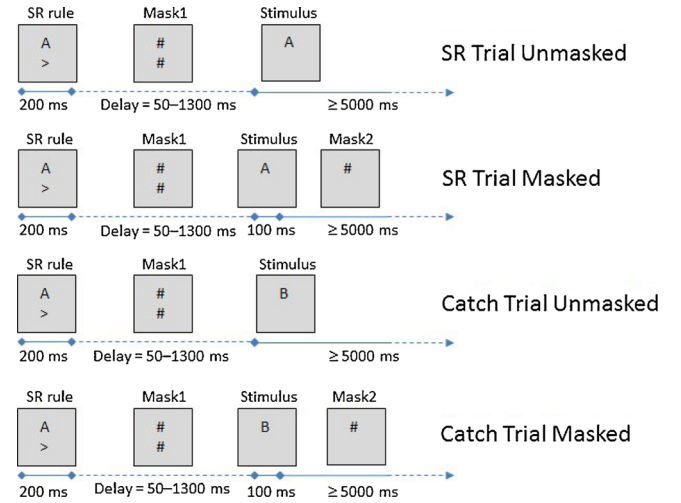 SR rule Mask1 Stimulus
A # A
> #
SR Trial Unmasked
200 ms Delay = 50–1300 ms ≥ 5000 ms
SR rule Mask1 Stimulus Mask2
A # A #
> #
SR Trial Masked
200 ms Delay = 50–1300 ms 100 ms ≥ 5000 ms
SR rule Mask1 Stimulus
A # B
> #
Catch Trial Unmasked
200 ms Delay = 50–1300 ms ≥ 5000 ms
SR rule Mask1 Stimulus Mask2
A # B #
> #
Catch Trial Masked
200 ms Delay = 50–1300 ms 100 ms ≥ 5000 ms